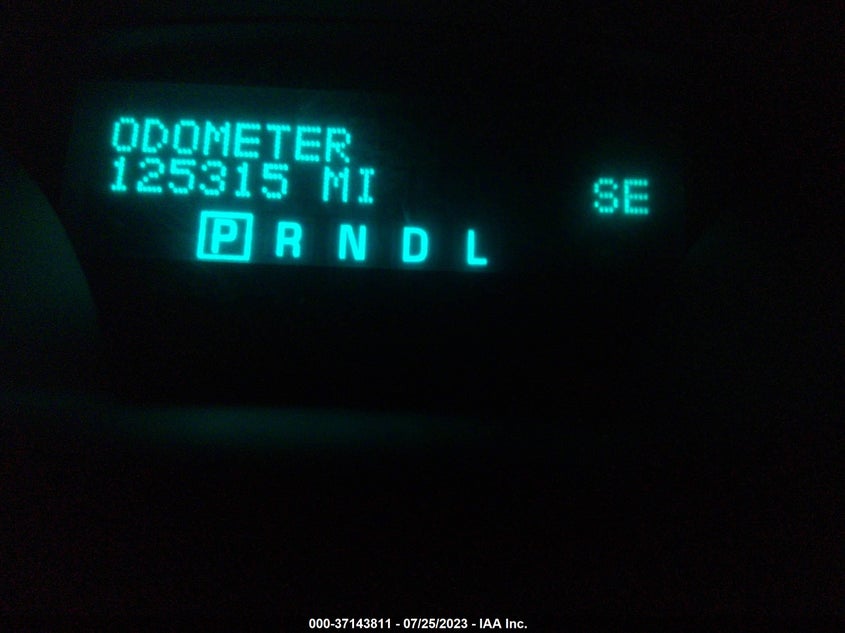 ODOMETER
125315 MI
SE
P R N D L
000-37143811 - 07/25/2023 - IAA Inc.